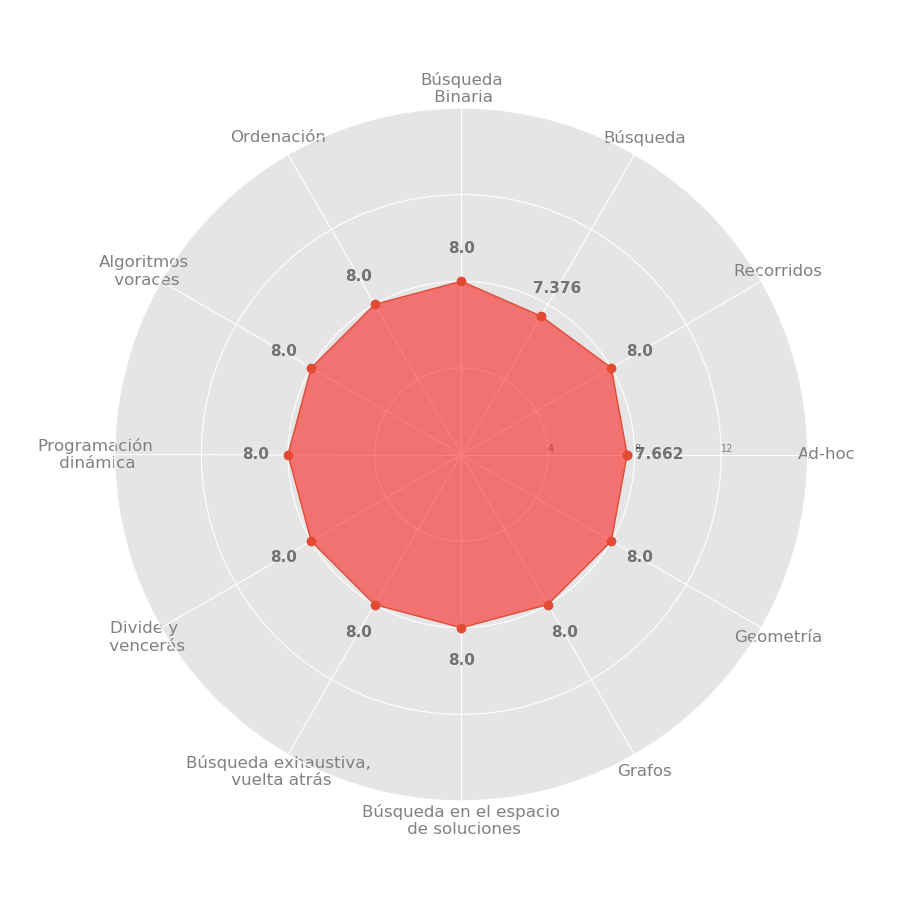 Búsqueda
Binaria
Ordenación
Búsqueda
8.0
Algoritmos
voraces
8.0
7.376
Recorridos
8.0
8.0
Programación
dinámica
8.0
4
8
7.662
12
Ad-hoc
8.0
8.0
Divide y
vencerás
8.0
8.0
8.0
Geometría
Búsqueda exhaustiva,
vuelta atrás
Grafos
Búsqueda en el espacio
de soluciones